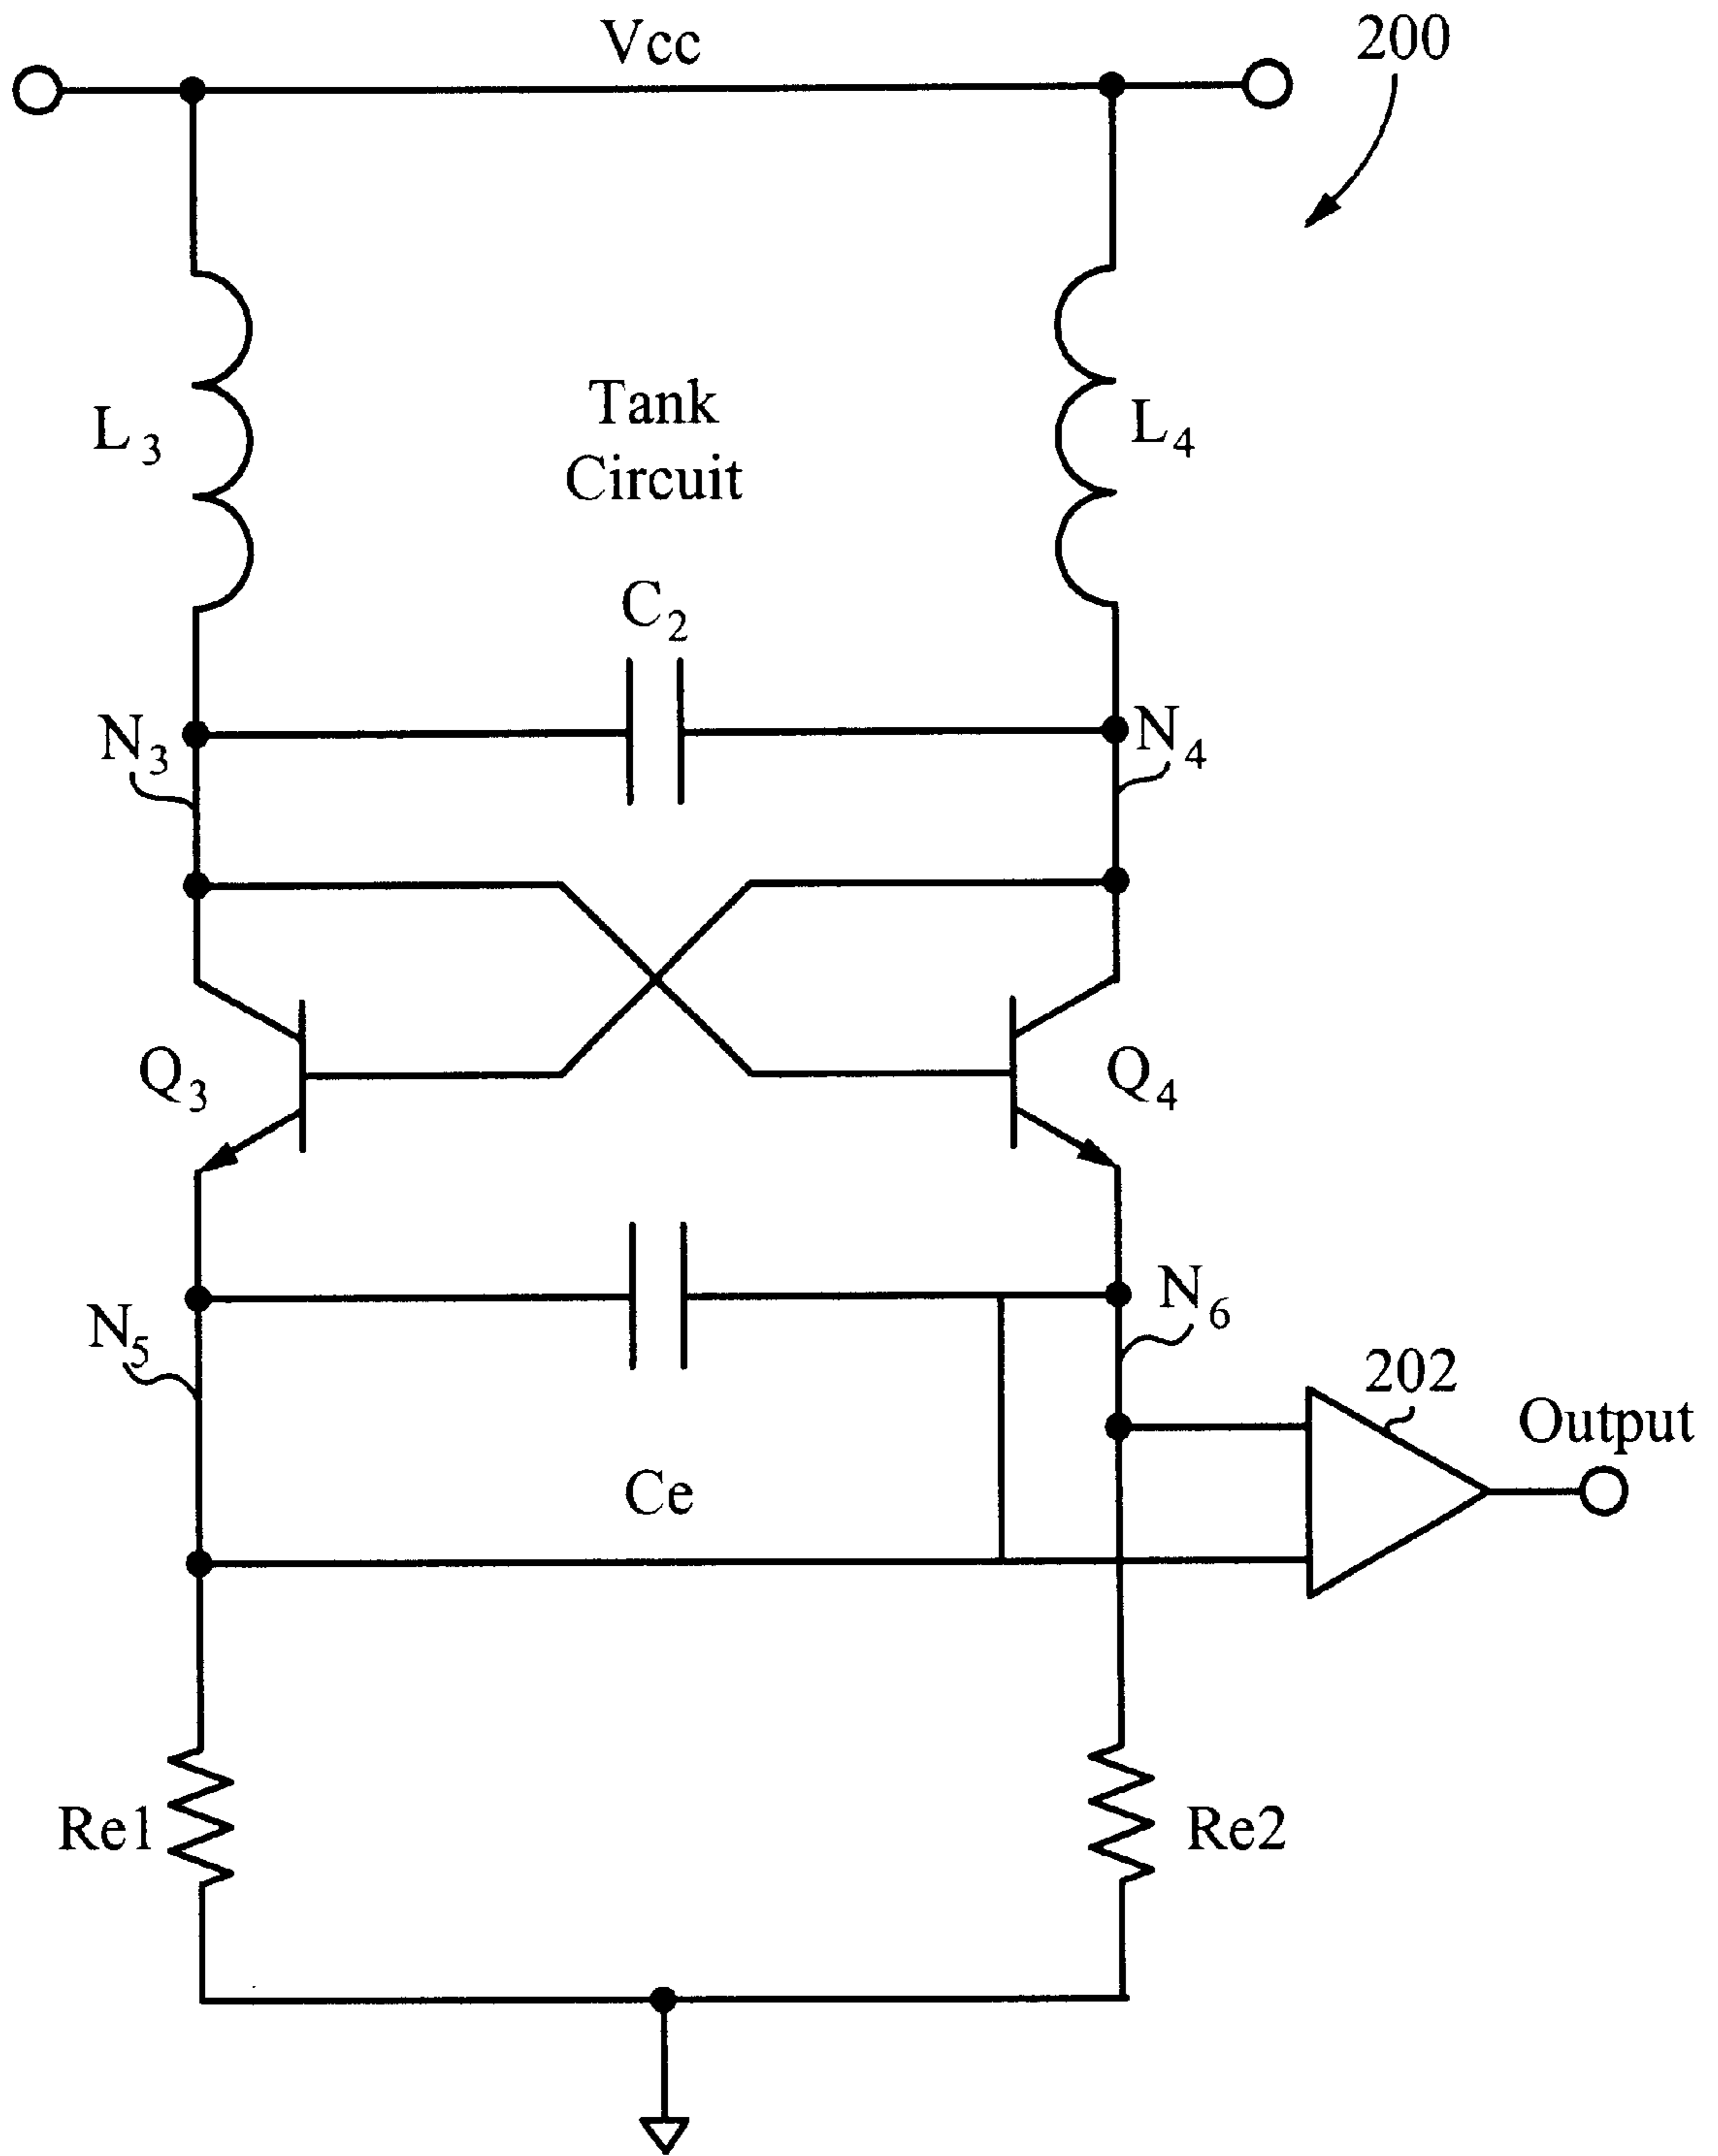 Vcc
200
Tank
Circuit
L3
L4
C2
N3
N4
Q3
Q4
N5
N6
202
Output
Ce
Re1
Re2